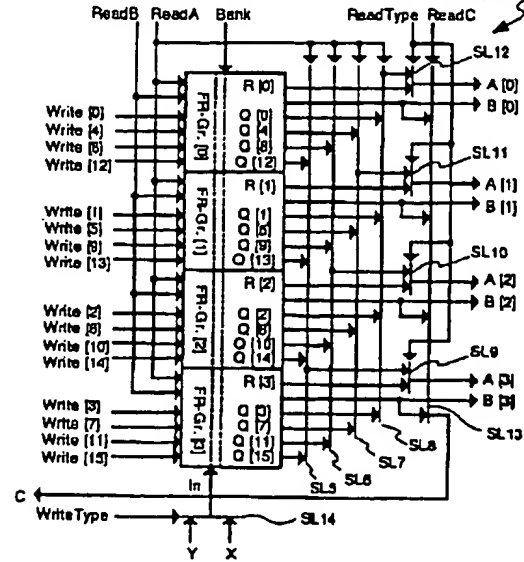 ReadB ReadA Bank ReadType ReadC
SL12
R [0] A [0]
B [0]
Write [0] Q [0]
Write [4] Q [4]
Write [8] Q [8]
Write [12] Q [12]
FR-Gr. [0]
SL11
R [1] A [1]
B [1]
Write [1] Q [1]
Write [5] Q [5]
Write [9] Q [9]
Write [13] Q [13]
FR-Gr. [1]
SL10
R [2] A [2]
B [2]
Write [2] Q [2]
Write [6] Q [6]
Write [10] Q [10]
Write [14] Q [14]
FR-Gr. [2]
SL9
R [3] A [3]
B [3]
Write [3] Q [3]
Write [7] Q [7]
Write [11] Q [11]
Write [15] Q [15]
FR-Gr. [3]
SL8 SL13
SL7
SL5 SL6
In
C
WriteType SL14
Y X